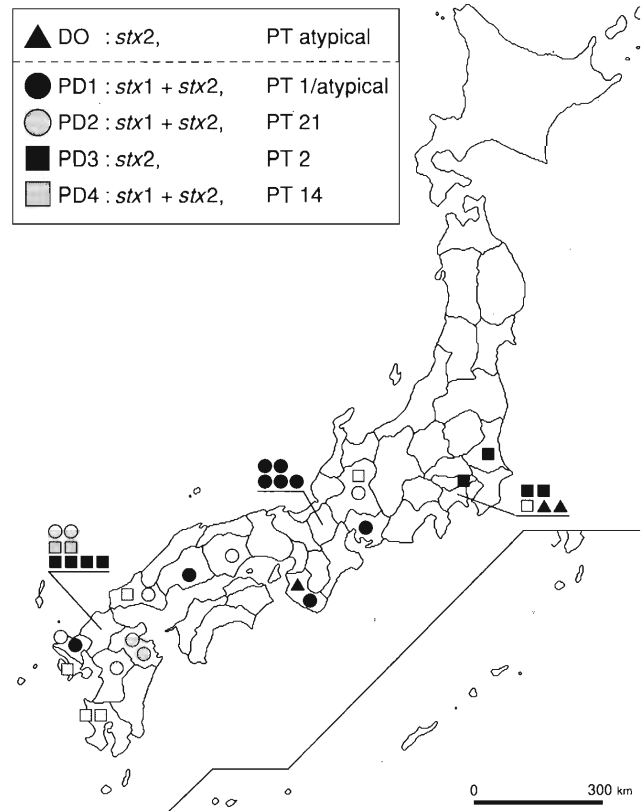 DO : stx2, PT atypical
PD1 : stx1 + stx2, PT 1/atypical
PD2 : stx1 + stx2, PT 21
PD3 : stx2, PT 2
PD4 : stx1 + stx2, PT 14
0 300 km